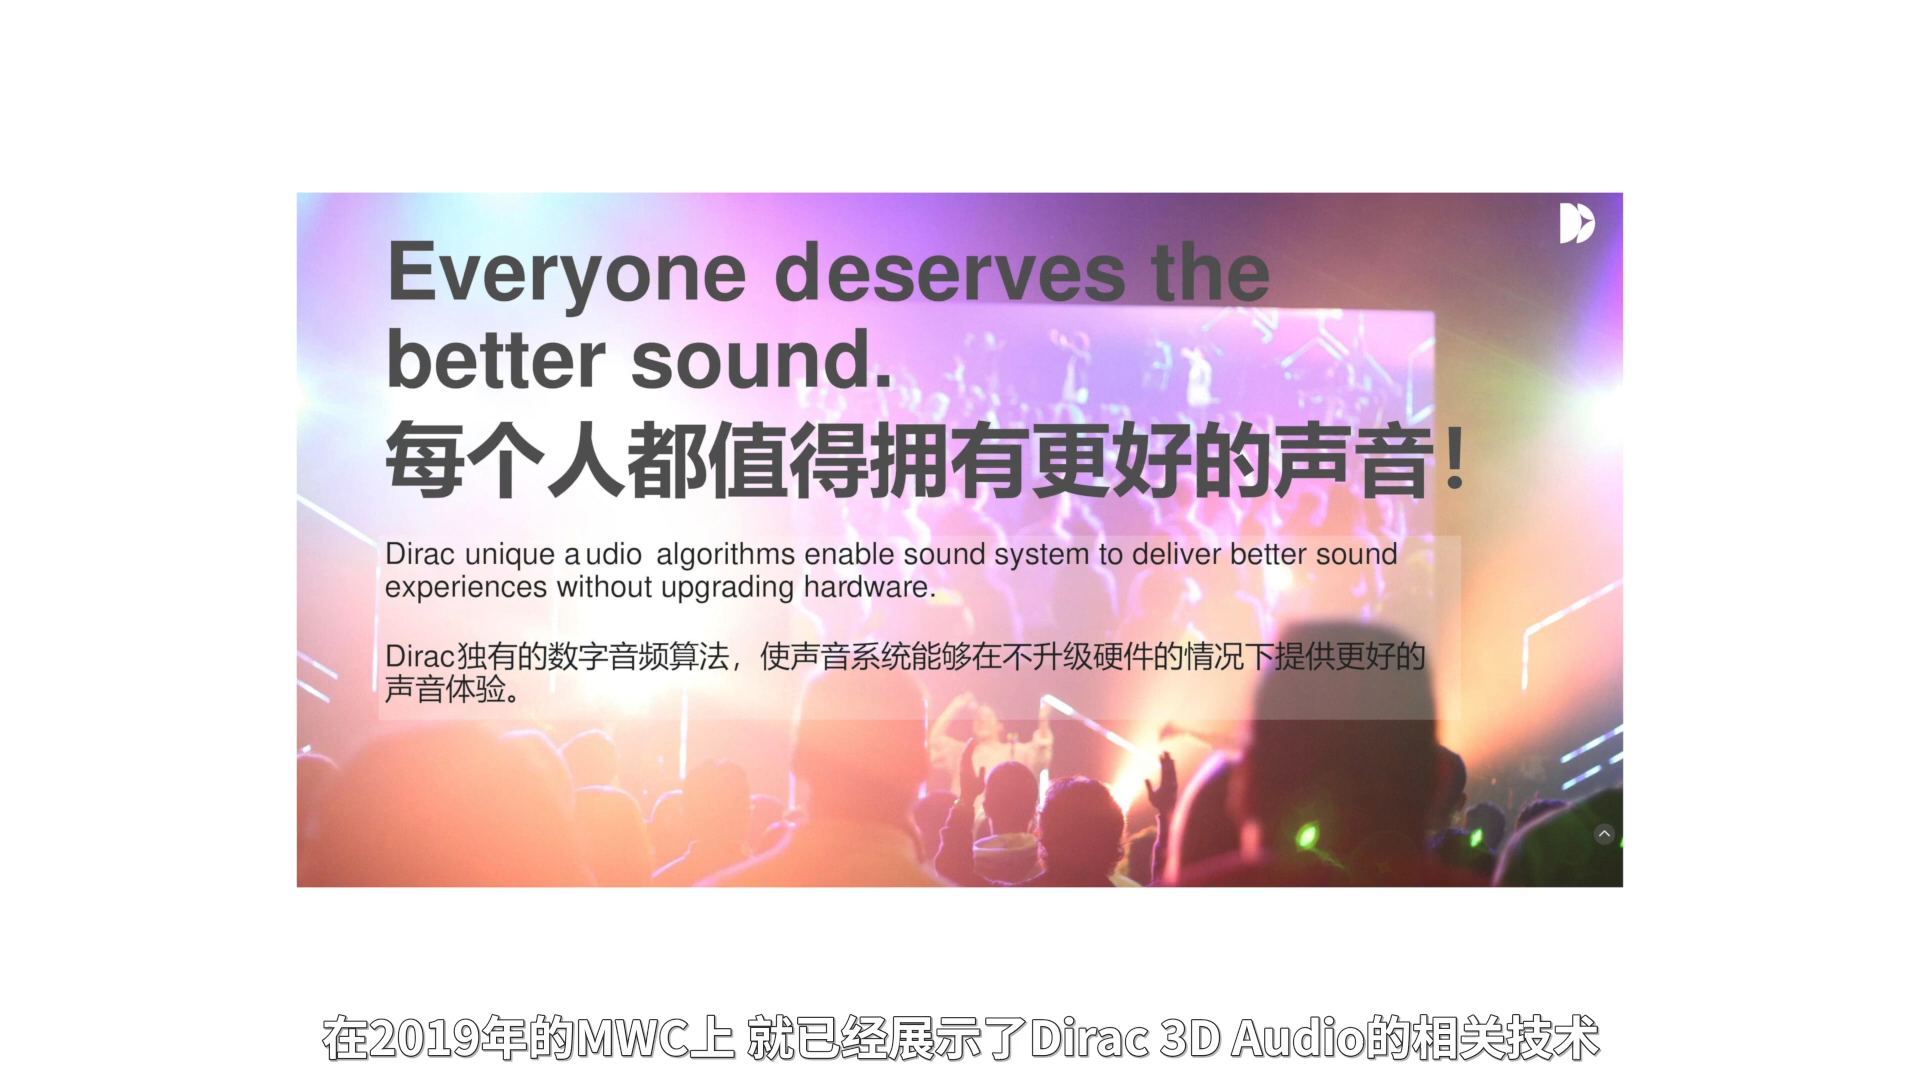 Everyone deserves the
better sound.
每个人都值得拥有更好的声音！
Dirac unique audio algorithms enable sound system to deliver better sound
experiences without upgrading hardware.
Dirac独有的数字音频算法，使声音系统能够在不升级硬件的情况下提供更好的
声音体验。
在2019年的MWC上 就已经展示了Dirac 3D Audio的相关技术